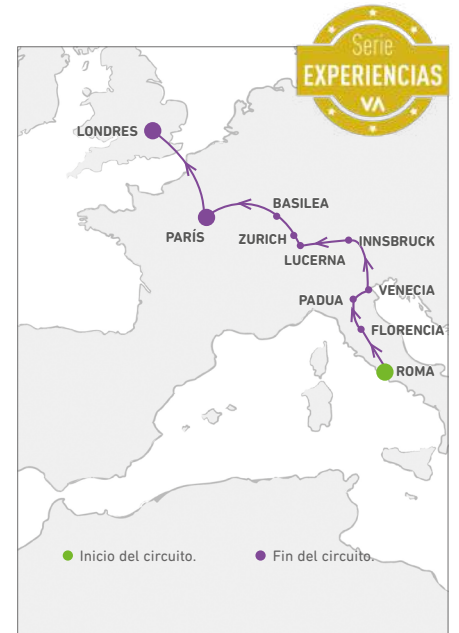 Serie
EXPERIENCIAS
VA
LONDRES
BASILEA
PARÍS
ZURICH
INNSBRUCK
LUCERNA
VENECIA
PADUA
FLORENCIA
ROMA
Inicio del circuito.
Fin del circuito.